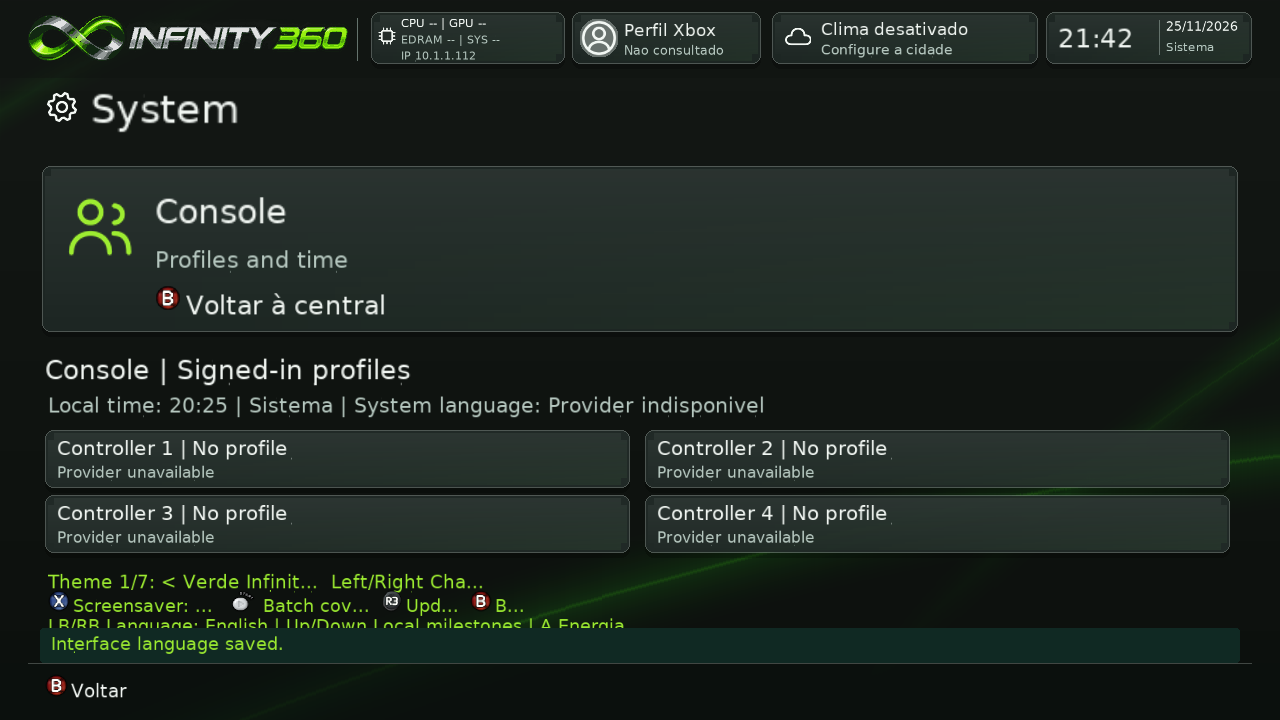 INFINITY 360
CPU -- | GPU --
EDRAM -- | SYS --
IP 10.1.1.112
Perfil Xbox
Nao consultado
Clima desativado
Configure a cidade
21:42
25/11/2026
Sistema
System
Console
Profiles and time
B Voltar à central
Console | Signed-in profiles
Local time: 20:25 | Sistema | System language: Provider indisponivel
Controller 1 | No profile
Provider unavailable
Controller 2 | No profile
Provider unavailable
Controller 3 | No profile
Provider unavailable
Controller 4 | No profile
Provider unavailable
Theme 1/7: < Verde Infinit... Left/Right Cha...
X Screensaver: ... Batch cov... R3 Upd... B B...
LB/RB Language: English | Up/Down Local milestones | A Energia
Interface language saved.
B Voltar